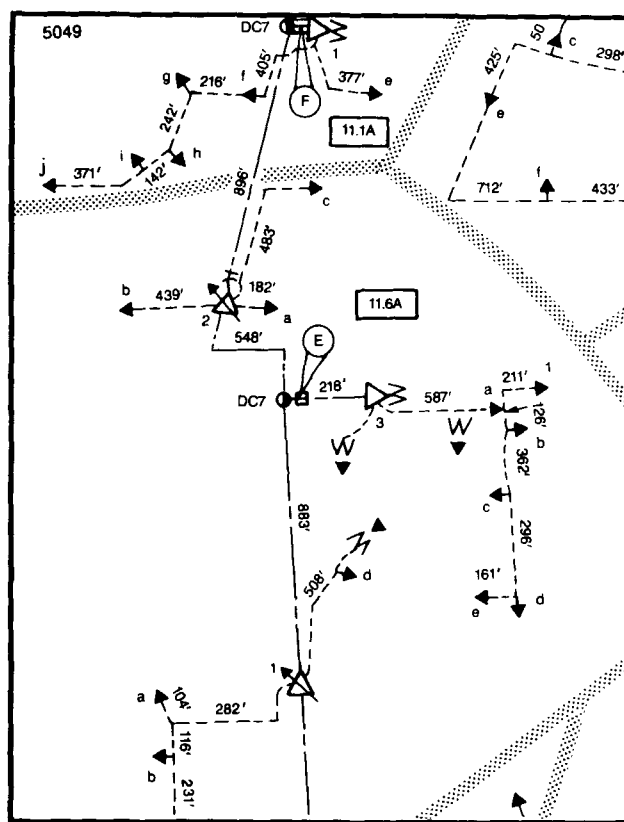 5049
DC7
1
50
c
298'
405'
425'
g
216'
f
377'
e
F
e
242'
11.1A
i
h
j
371'
142'
f
896'
712'
433'
c
483'
182'
b
439'
a
11.6A
2
548'
E
218'
211'
1
DC7
587'
a
126'
3
b
362'
c
883'
296'
508'
d
161'
e
d
1
a
104'
282'
116'
b
231'